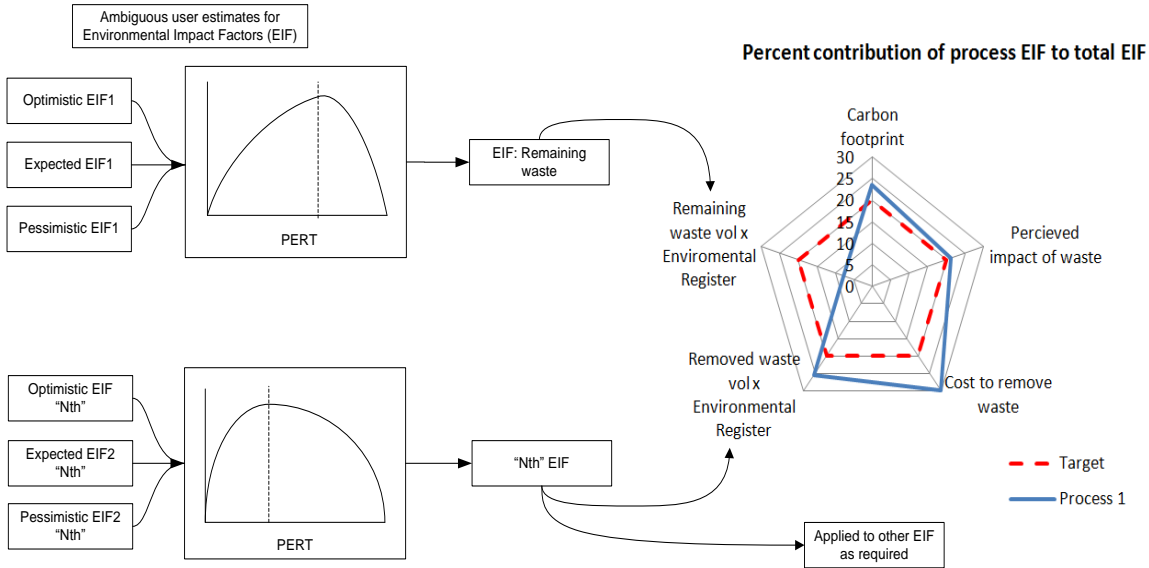 Ambiguous user estimates for
Environmental Impact Factors (EIF)
Optimistic EIF1
Expected EIF1
Pessimistic EIF1
PERT
EIF: Remaining
waste
Optimistic EIF
“Nth”
Expected EIF2
“Nth”
Pessimistic EIF2
“Nth”
PERT
“Nth” EIF
Applied to other EIF
as required
Percent contribution of process EIF to total EIF
Carbon
footprint
30
25
20
15
10
5
0
Percieved
impact of waste
Cost to remove
waste
Removed waste
vol x
Environmental
Register
Remaining
waste vol x
Enviromental
Register
Target
Process 1